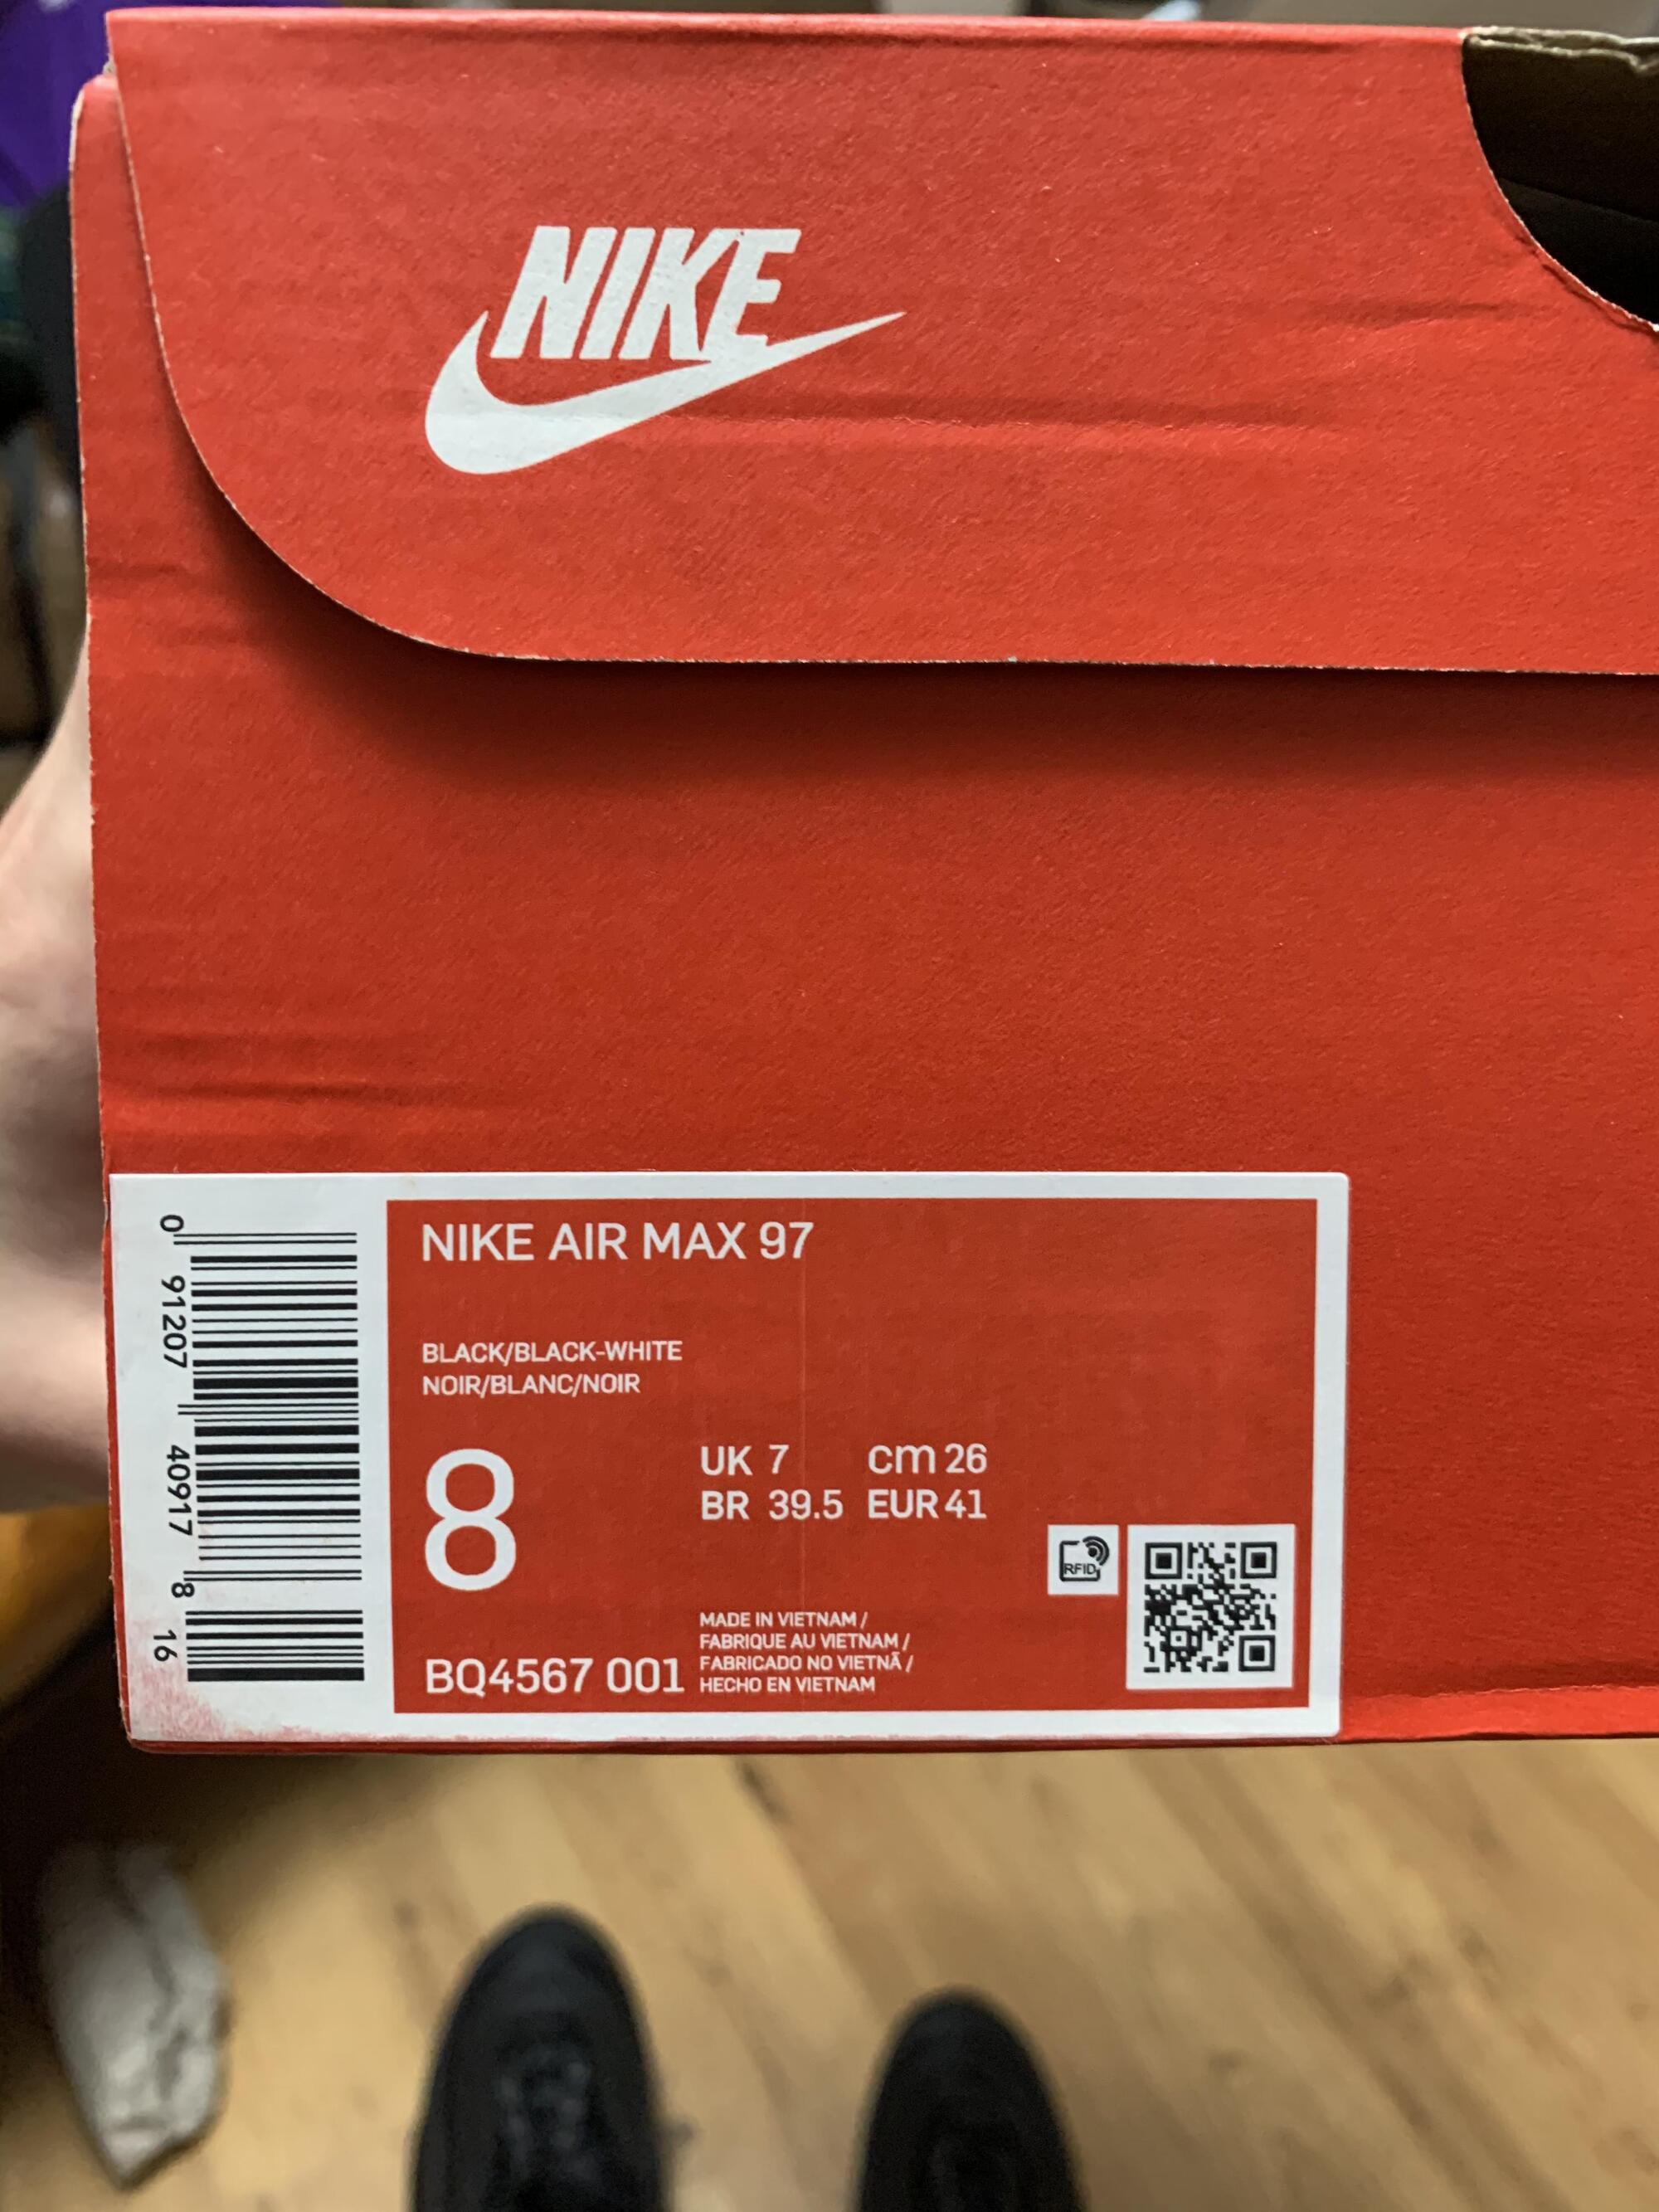 NIKE
NIKE AIR MAX 97
BLACK/BLACK-WHITE
NOIR/BLANC/NOIR
8
UK 7 cm 26
BR 39.5 EUR 41
RFID
MADE IN VIETNAM /
FABRIQUE AU VIETNAM /
FABRICADO NO VIETNÃ /
HECHO EN VIETNAM
BQ4567 001
0 91207 40917 8 16